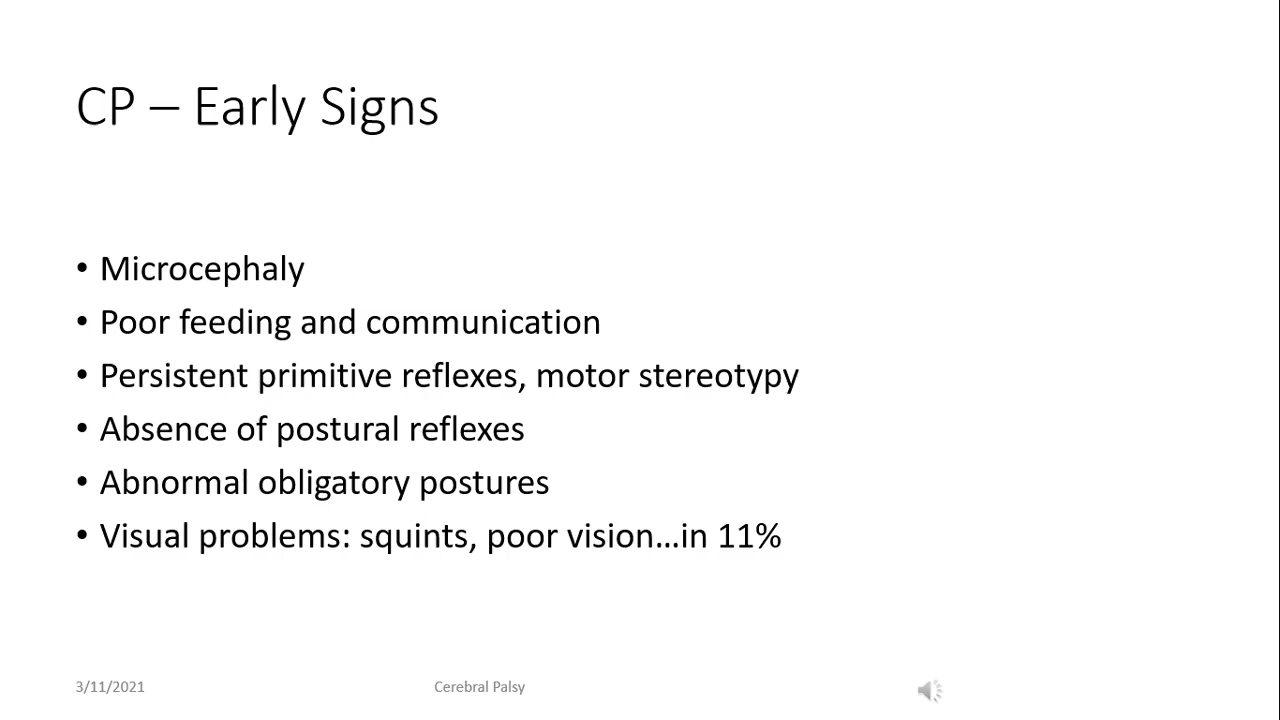 CP – Early Signs
• Microcephaly
• Poor feeding and communication
• Persistent primitive reflexes, motor stereotypy
• Absence of postural reflexes
• Abnormal obligatory postures
• Visual problems: squints, poor vision…in 11%
3/11/2021
Cerebral Palsy